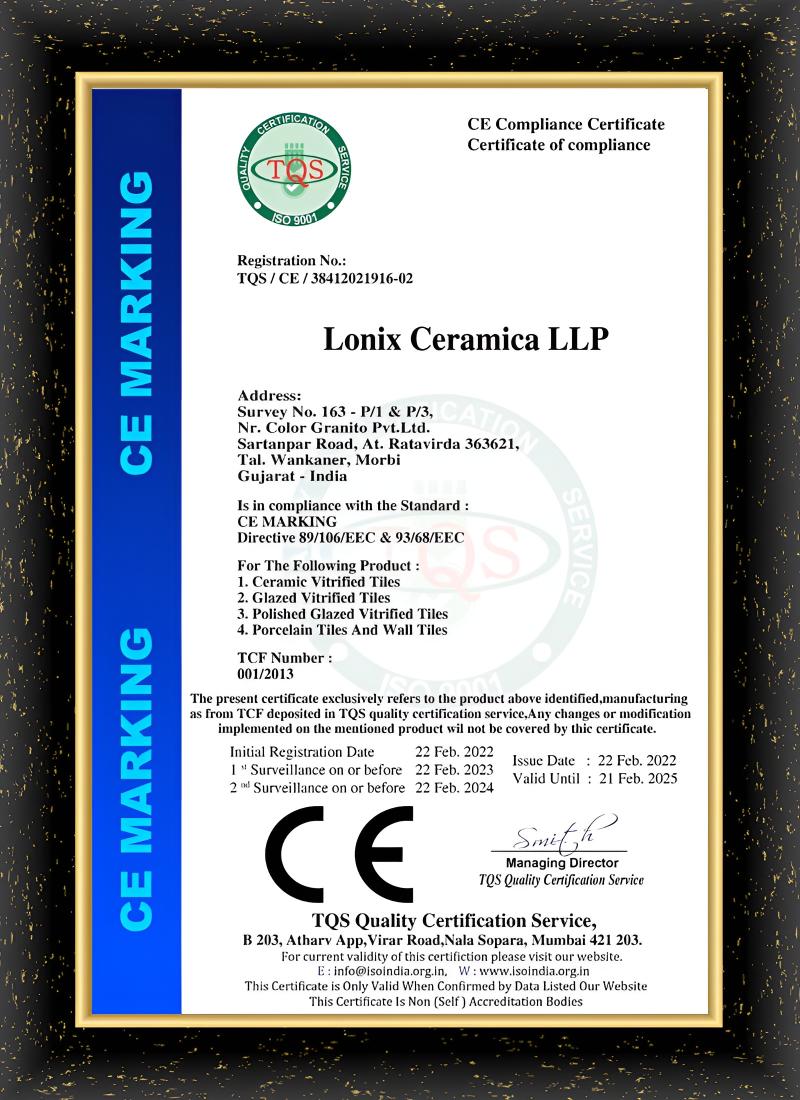 CE MARKING
CE MARKING
QUALITY CERTIFICATION SERVICE
TQS
ISO 9001
CE Compliance Certificate
Certificate of compliance
Registration No.:
TQS / CE / 38412021916-02
Lonix Ceramica LLP
Address:
Survey No. 163 - P/1 & P/3,
Nr. Color Granito Pvt.Ltd.
Sartanpar Road, At. Ratavirda 363621,
Tal. Wankaner, Morbi
Gujarat - India
Is in compliance with the Standard :
CE MARKING
Directive 89/106/EEC & 93/68/EEC
For The Following Product :
1. Ceramic Vitrified Tiles
2. Glazed Vitrified Tiles
3. Polished Glazed Vitrified Tiles
4. Porcelain Tiles And Wall Tiles
TCF Number :
001/2013
The present certificate exclusively refers to the product above identified,manufacturing
as from TCF deposited in TQS quality certification service,Any changes or modification
implemented on the mentioned product wil not be covered by thic certificate.
Initial Registration Date 22 Feb. 2022
1 st Surveillance on or before 22 Feb. 2023
2 nd Surveillance on or before 22 Feb. 2024
Issue Date : 22 Feb. 2022
Valid Until : 21 Feb. 2025
CE
Smith
Managing Director
TQS Quality Certification Service
TQS Quality Certification Service,
B 203, Atharv App,Virar Road,Nala Sopara, Mumbai 421 203.
For current validity of this certifiction please visit our website.
E : info@isoindia.org.in, W : www.isoindia.org.in
This Certificate is Only Valid When Confirmed by Data Listed Our Website
This Certificate Is Non (Self ) Accreditation Bodies